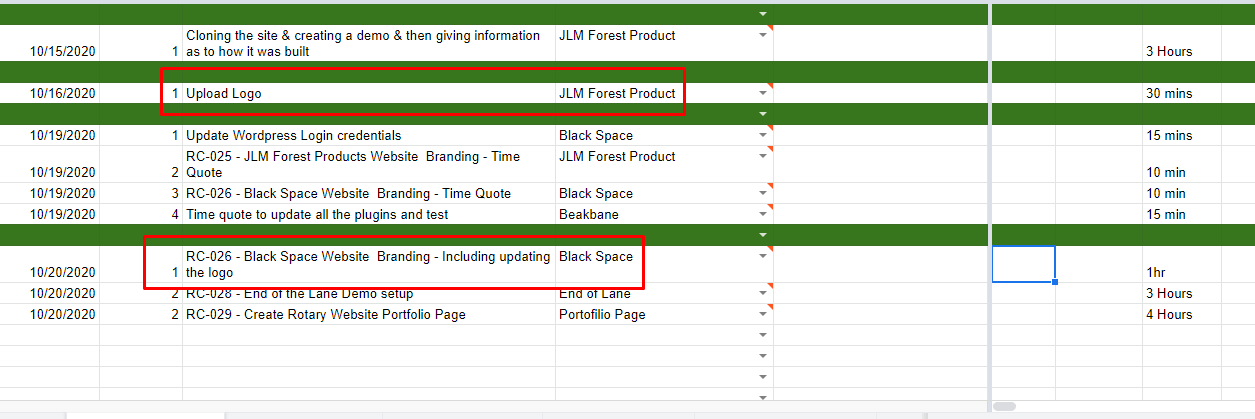 Cloning the site & creating a demo & then giving information JLM Forest Product
10/15/2020 1 as to how it was built 3 Hours
10/16/2020 1 Upload Logo JLM Forest Product 30 mins
10/19/2020 1 Update Wordpress Login credentials Black Space 15 mins
RC-025 - JLM Forest Products Website Branding - Time JLM Forest Product
10/19/2020 2 Quote 10 min
10/19/2020 3 RC-026 - Black Space Website Branding - Time Quote Black Space 10 min
10/19/2020 4 Time quote to update all the plugins and test Beakbane 15 min
RC-026 - Black Space Website Branding - Including updating Black Space
10/20/2020 1 the logo 1hr
10/20/2020 2 RC-028 - End of the Lane Demo setup End of Lane 3 Hours
10/20/2020 2 RC-029 - Create Rotary Website Portfolio Page Portofilio Page 4 Hours